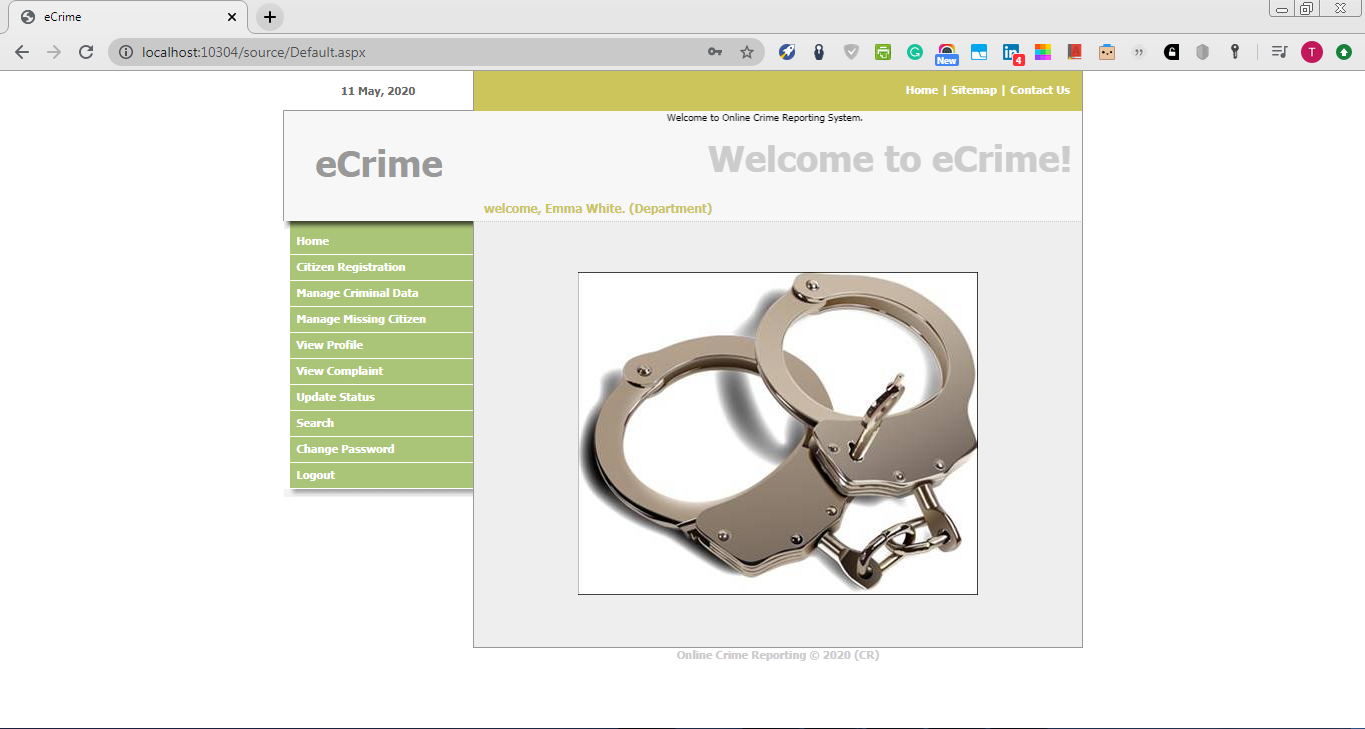 eCrime
localhost:10304/source/Default.aspx
New
4
T
11 May, 2020
Home | Sitemap | Contact Us
Welcome to Online Crime Reporting System.
eCrime
Welcome to eCrime!
welcome, Emma White. (Department)
Home
Citizen Registration
Manage Criminal Data
Manage Missing Citizen
View Profile
View Complaint
Update Status
Search
Change Password
Logout
Online Crime Reporting © 2020 (CR)